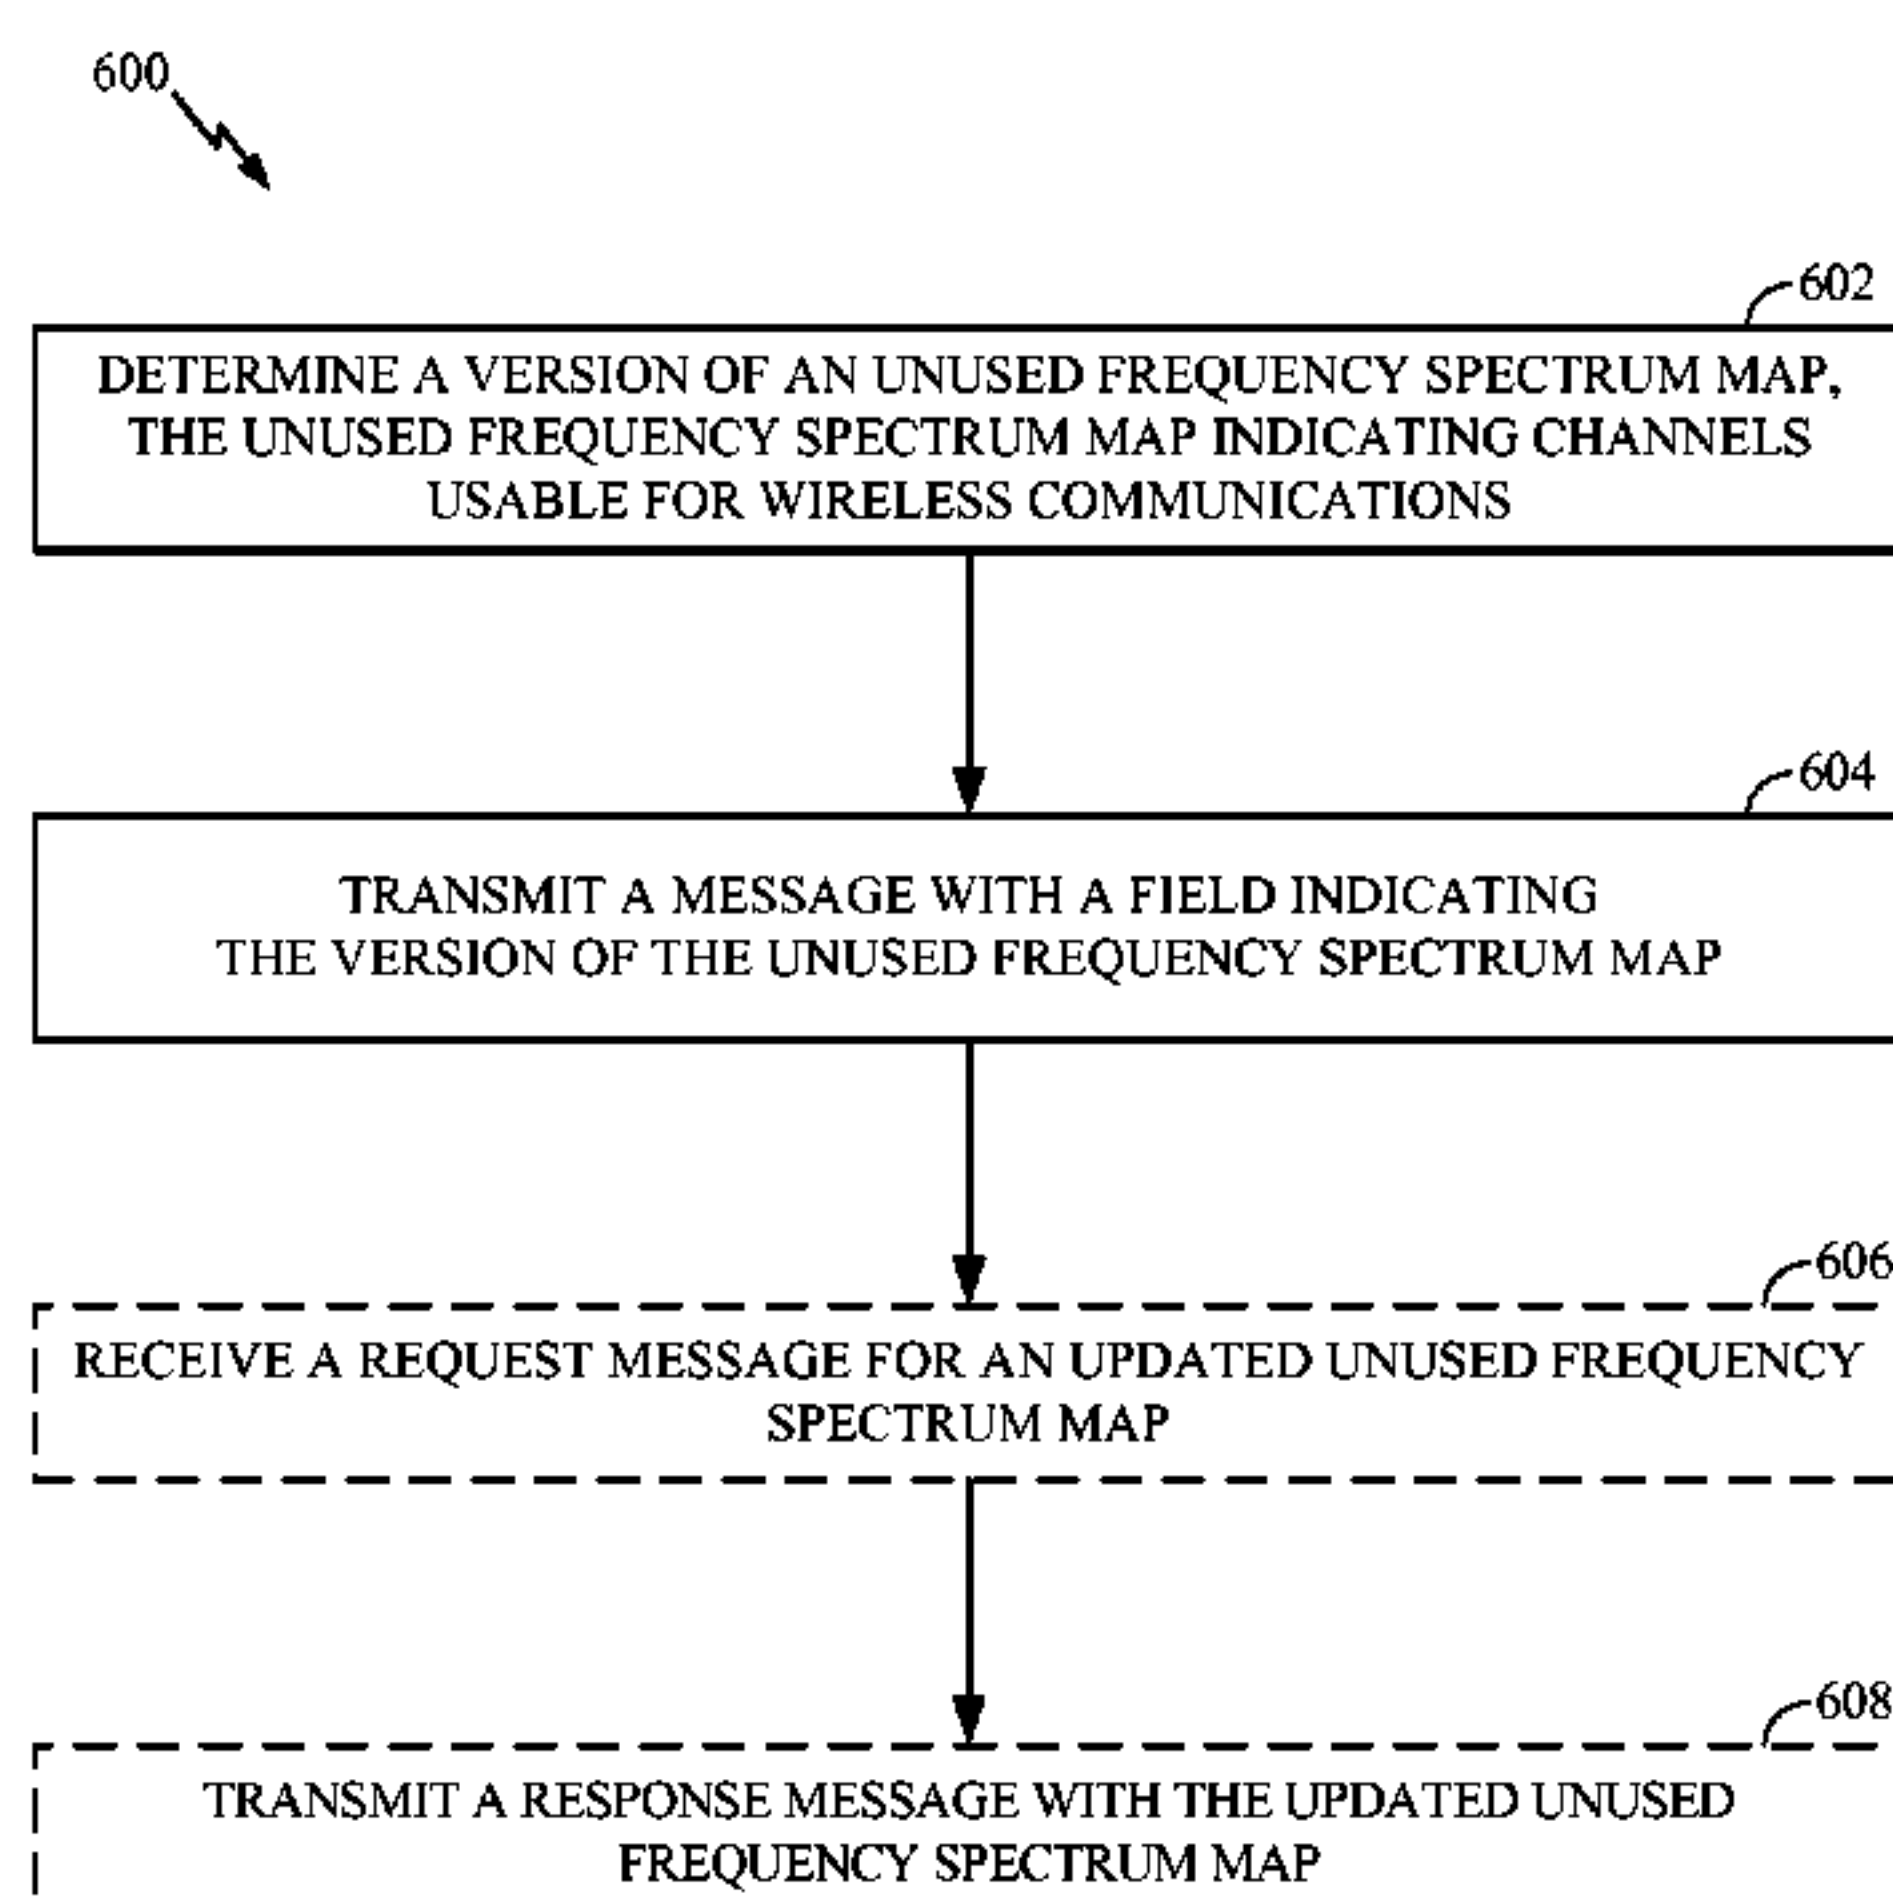 600
602
DETERMINE A VERSION OF AN UNUSED FREQUENCY SPECTRUM MAP,
THE UNUSED FREQUENCY SPECTRUM MAP INDICATING CHANNELS
USABLE FOR WIRELESS COMMUNICATIONS
604
TRANSMIT A MESSAGE WITH A FIELD INDICATING
THE VERSION OF THE UNUSED FREQUENCY SPECTRUM MAP
606
RECEIVE A REQUEST MESSAGE FOR AN UPDATED UNUSED FREQUENCY
SPECTRUM MAP
608
TRANSMIT A RESPONSE MESSAGE WITH THE UPDATED UNUSED
FREQUENCY SPECTRUM MAP